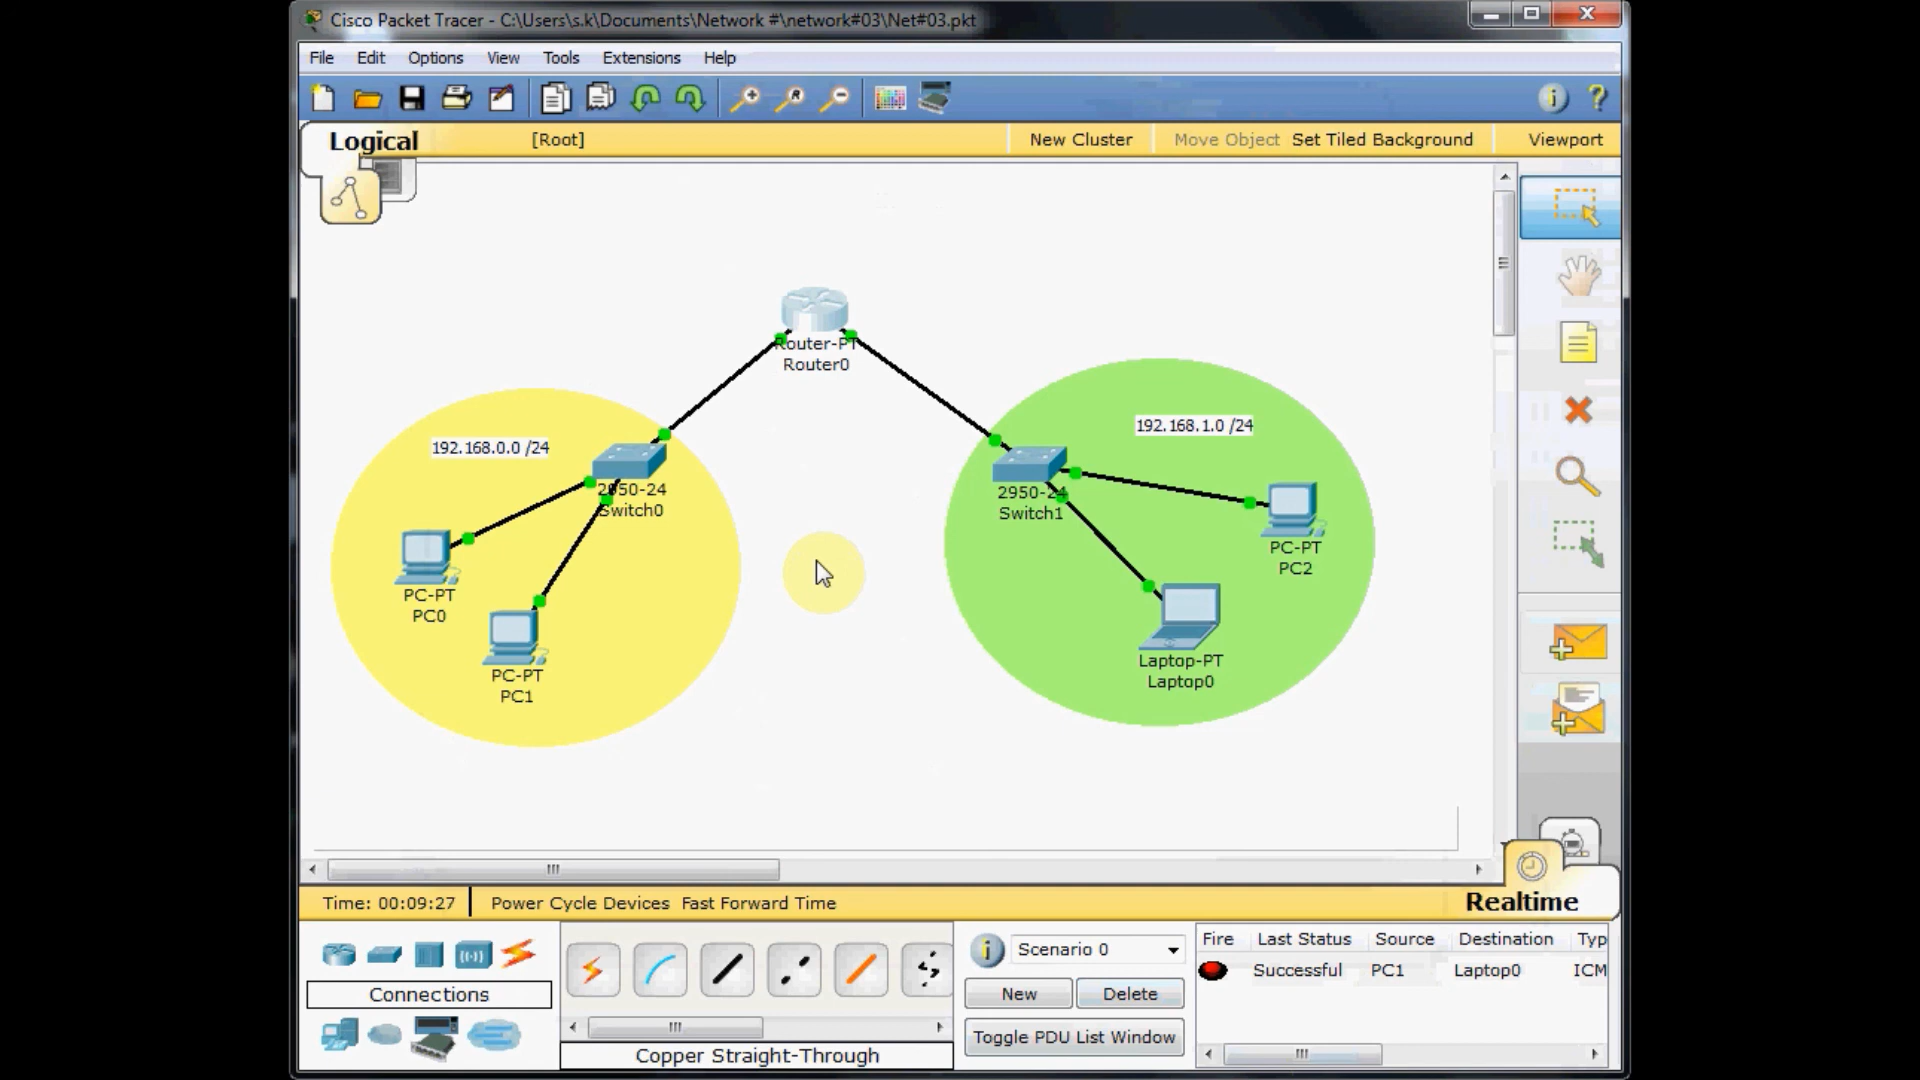 Cisco Packet Tracer - C:\Users\s.k\Documents\Network #\network#03\Net#03.pkt
File Edit Options View Tools Extensions Help
Logical [Root] New Cluster Move Object Set Tiled Background Viewport
Router-PT
Router0
192.168.0.0 /24
192.168.1.0 /24
2950-24
Switch0
2950-24
Switch1
PC-PT
PC0
PC-PT
PC1
PC-PT
PC2
Laptop-PT
Laptop0
Time: 00:09:27 Power Cycle Devices Fast Forward Time Realtime
Connections
Copper Straight-Through
Scenario 0
New Delete
Toggle PDU List Window
Fire Last Status Source Destination Typ
Successful PC1 Laptop0 ICM